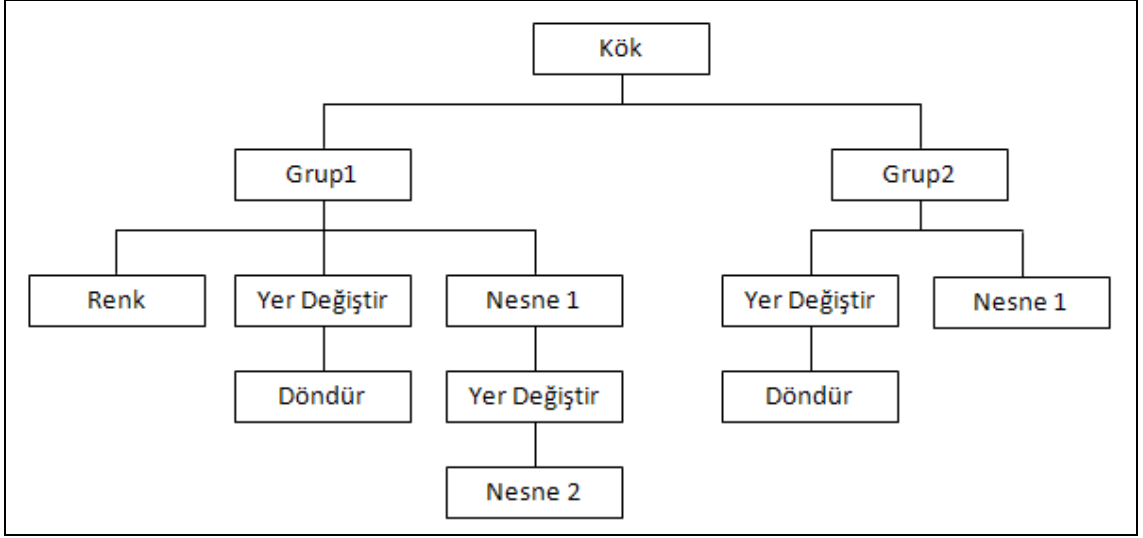 Kök
Grup1
Grup2
Renk
Yer Değiştir
Nesne 1
Yer Değiştir
Nesne 1
Döndür
Yer Değiştir
Döndür
Nesne 2